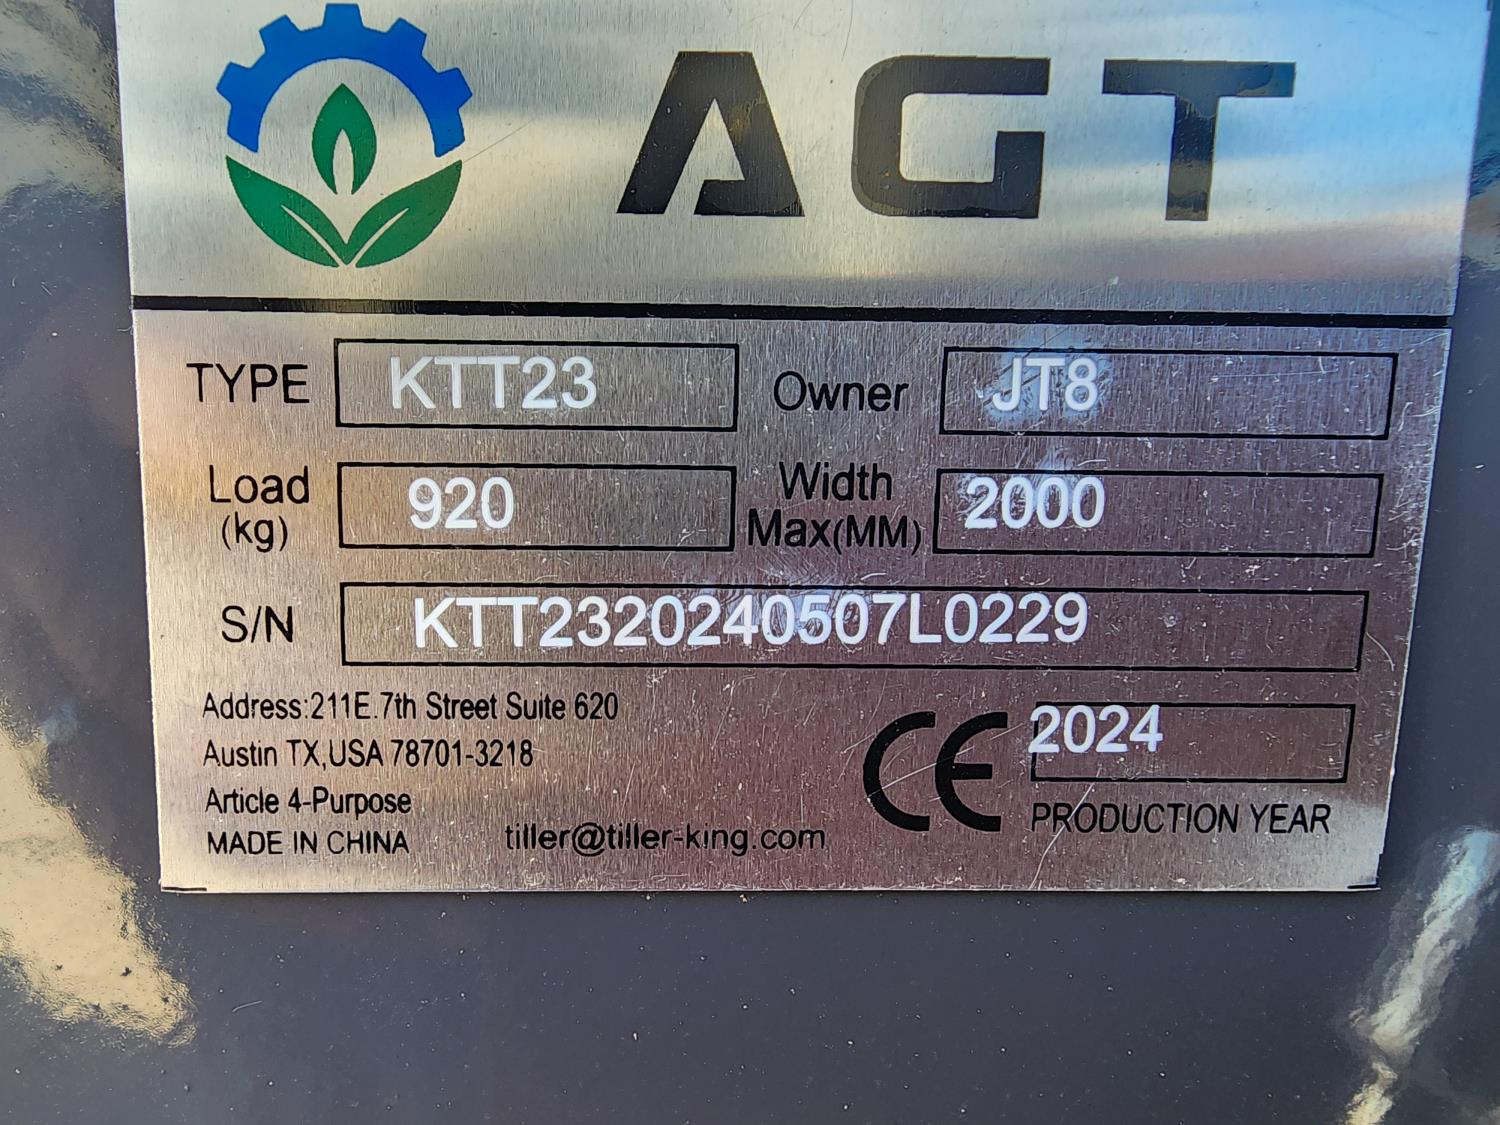 AGT
TYPE KTT23 Owner JT8
Load (kg) 920 Width Max(MM) 2000
S/N KTT2320240507L0229
Address:211E.7th Street Suite 620
Austin TX,USA 78701-3218
Article 4-Purpose
MADE IN CHINA
tiller@tiller-king.com
CE 2024
PRODUCTION YEAR